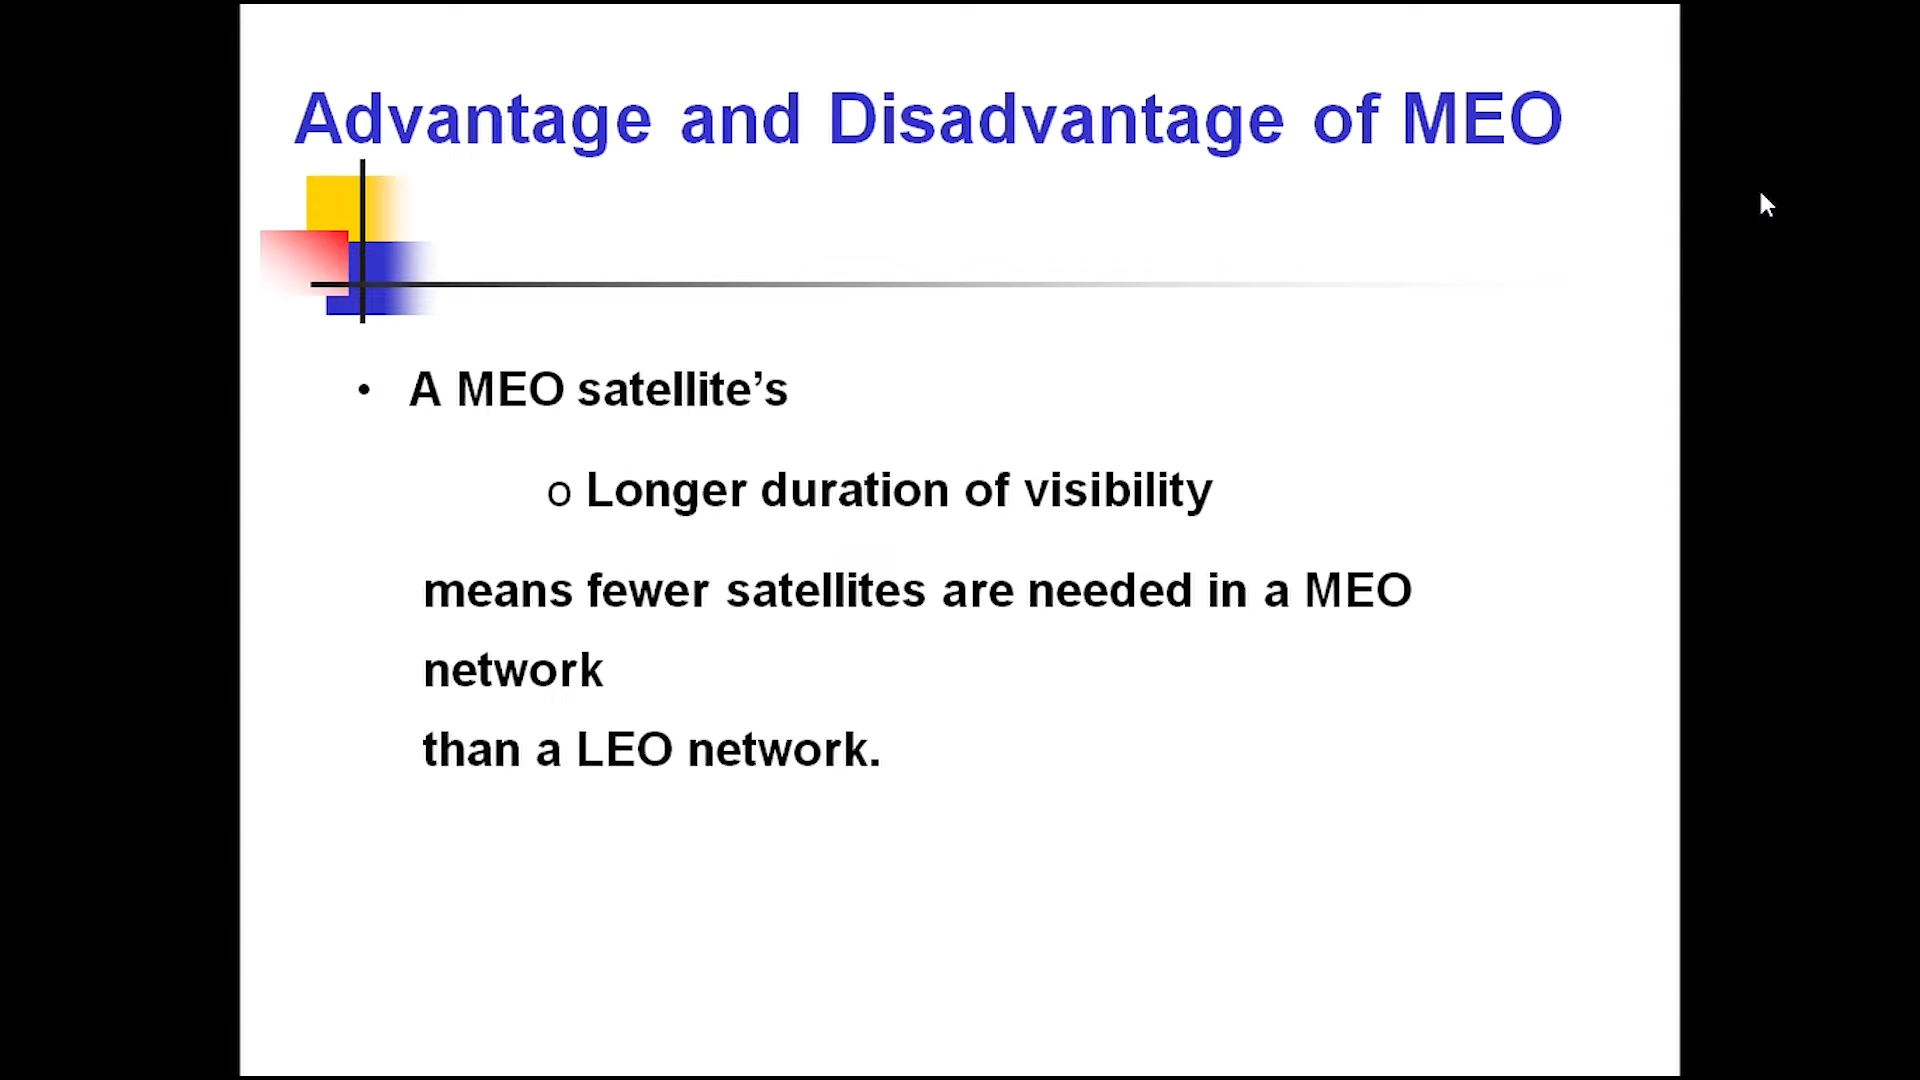 Advantage and Disadvantage of MEO
• A MEO satellite’s
o Longer duration of visibility
means fewer satellites are needed in a MEO
network
than a LEO network.